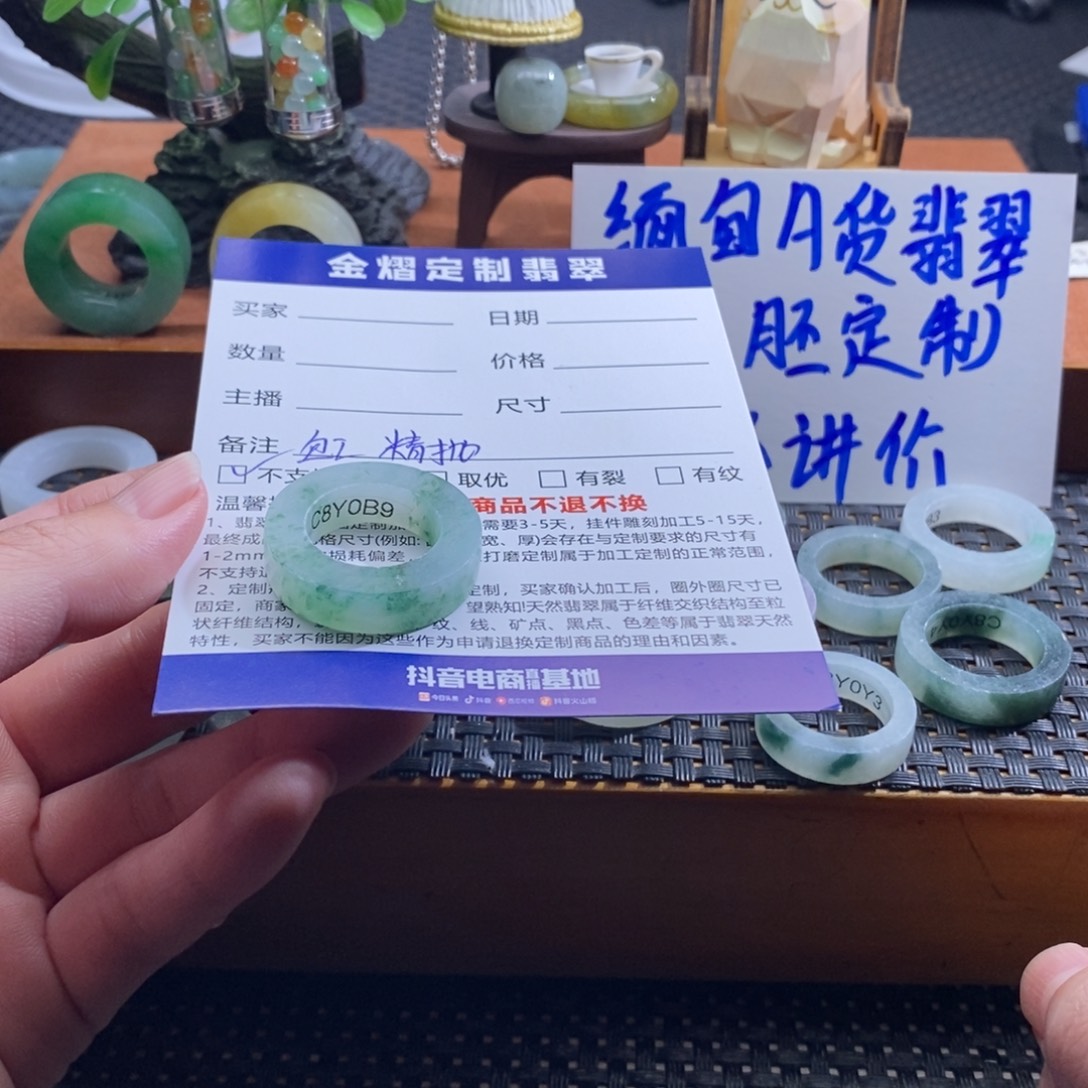 缅甸A货翡翠
胚定制
讲价
金熠定制翡翠
买家
日期
数量
价格
主播
尺寸
备注 精抛
不支
取优
有裂
有纹
温馨
商品不退不换
1、翡翠 定制加 需要3-5天，挂件雕刻加工5-15天，
最终成 格尺寸(例如: 宽、厚)会存在与定制要求的尺寸有
1-2mm 损耗偏差 打磨定制属于加工定制的正常范围，
不支持
2、定制 定制，买家确认加工后，圈外圈尺寸已
固定，商家 望熟知!天然翡翠属于纤维交织结构至粒
状纤维结构， 纹、线、矿点、黑点、色差等属于翡翠天然
特性，买家不能因为这些作为申请退换定制商品的理由和因素。
抖音电商直播基地
今日头条 抖音 抖音火山版
C8Y0B9
Y0Y3